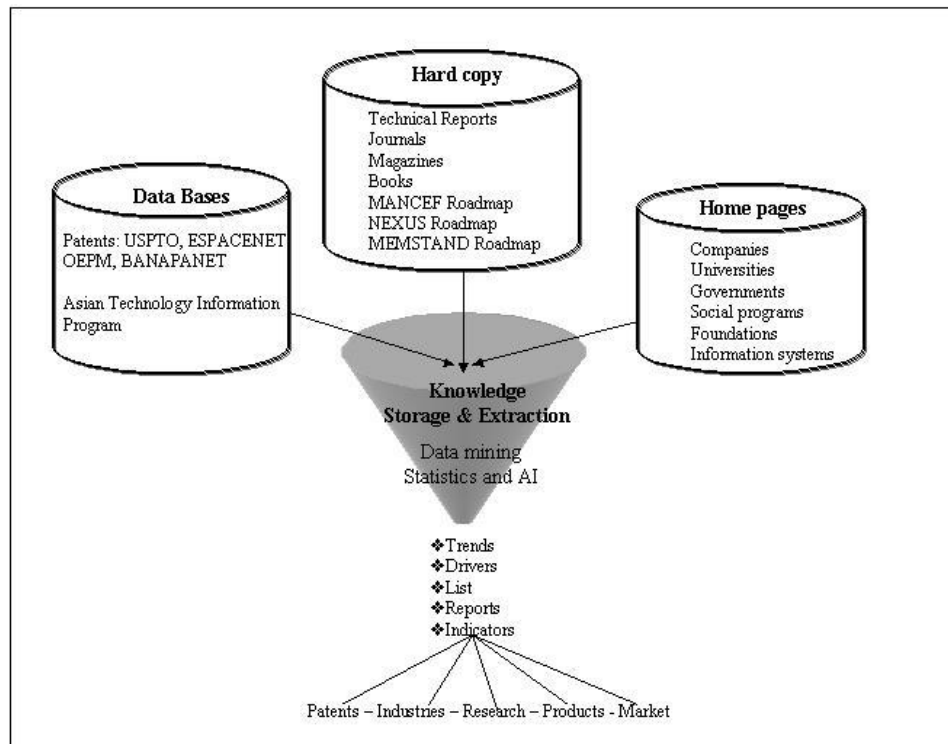 Hard copy
Technical Reports
Journals
Magazines
Books
MANCEF Roadmap
NEXUS Roadmap
MEMSTAND Roadmap
Data Bases
Patents: USPTO, ESPACENET
OEPM, BANAPANET
Asian Technology Information
Program
Home pages
Companies
Universities
Governments
Social programs
Foundations
Information systems
Knowledge
Storage & Extraction
Data mining
Statistics and AI
❖Trends
❖Drivers
❖List
❖Reports
❖Indicators
Patents – Industries – Research – Products - Market